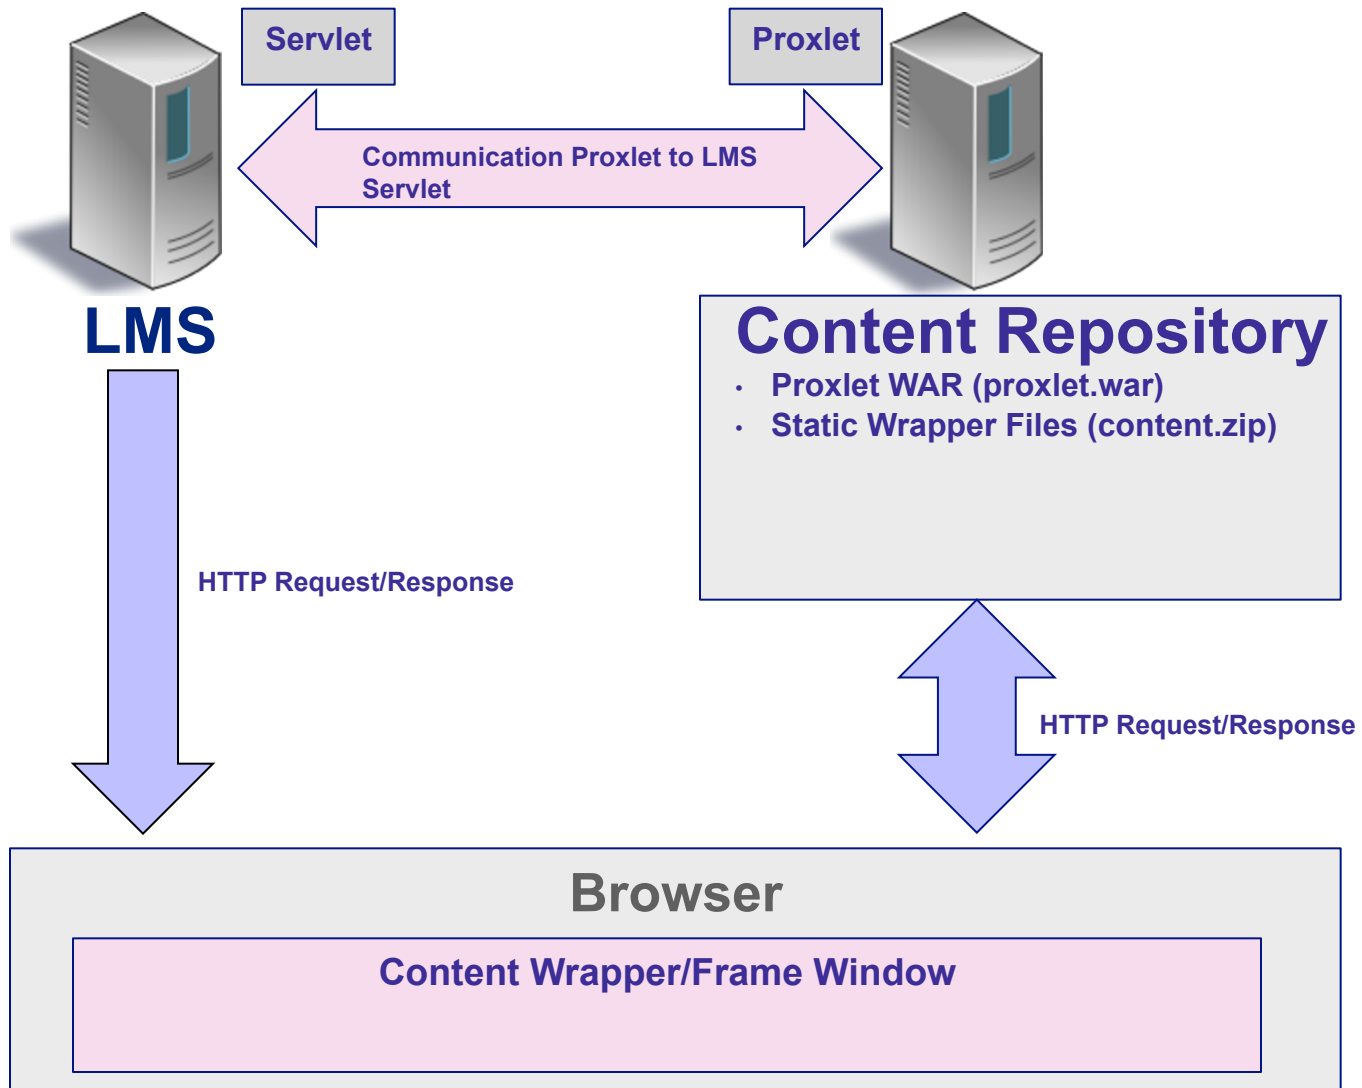 Servlet
Proxlet
Communication Proxlet to LMS
Servlet
LMS
Content Repository
• Proxlet WAR (proxlet.war)
• Static Wrapper Files (content.zip)
HTTP Request/Response
HTTP Request/Response
Browser
Content Wrapper/Frame Window